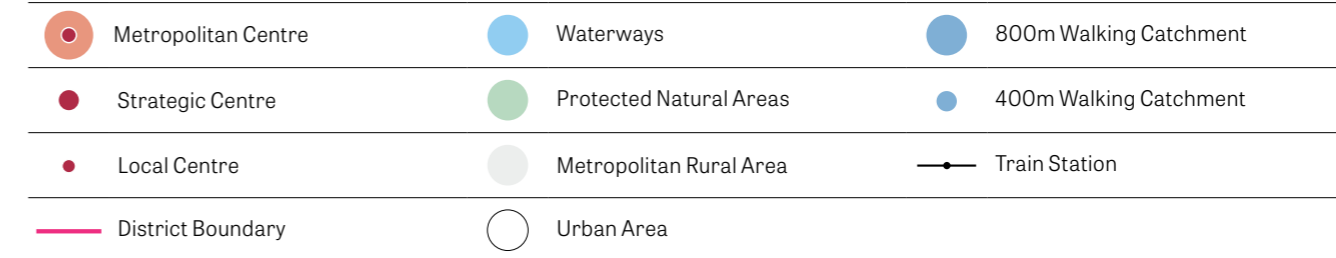 Metropolitan Centre
Waterways
800m Walking Catchment
Strategic Centre
Protected Natural Areas
400m Walking Catchment
Local Centre
Metropolitan Rural Area
Train Station
District Boundary
Urban Area